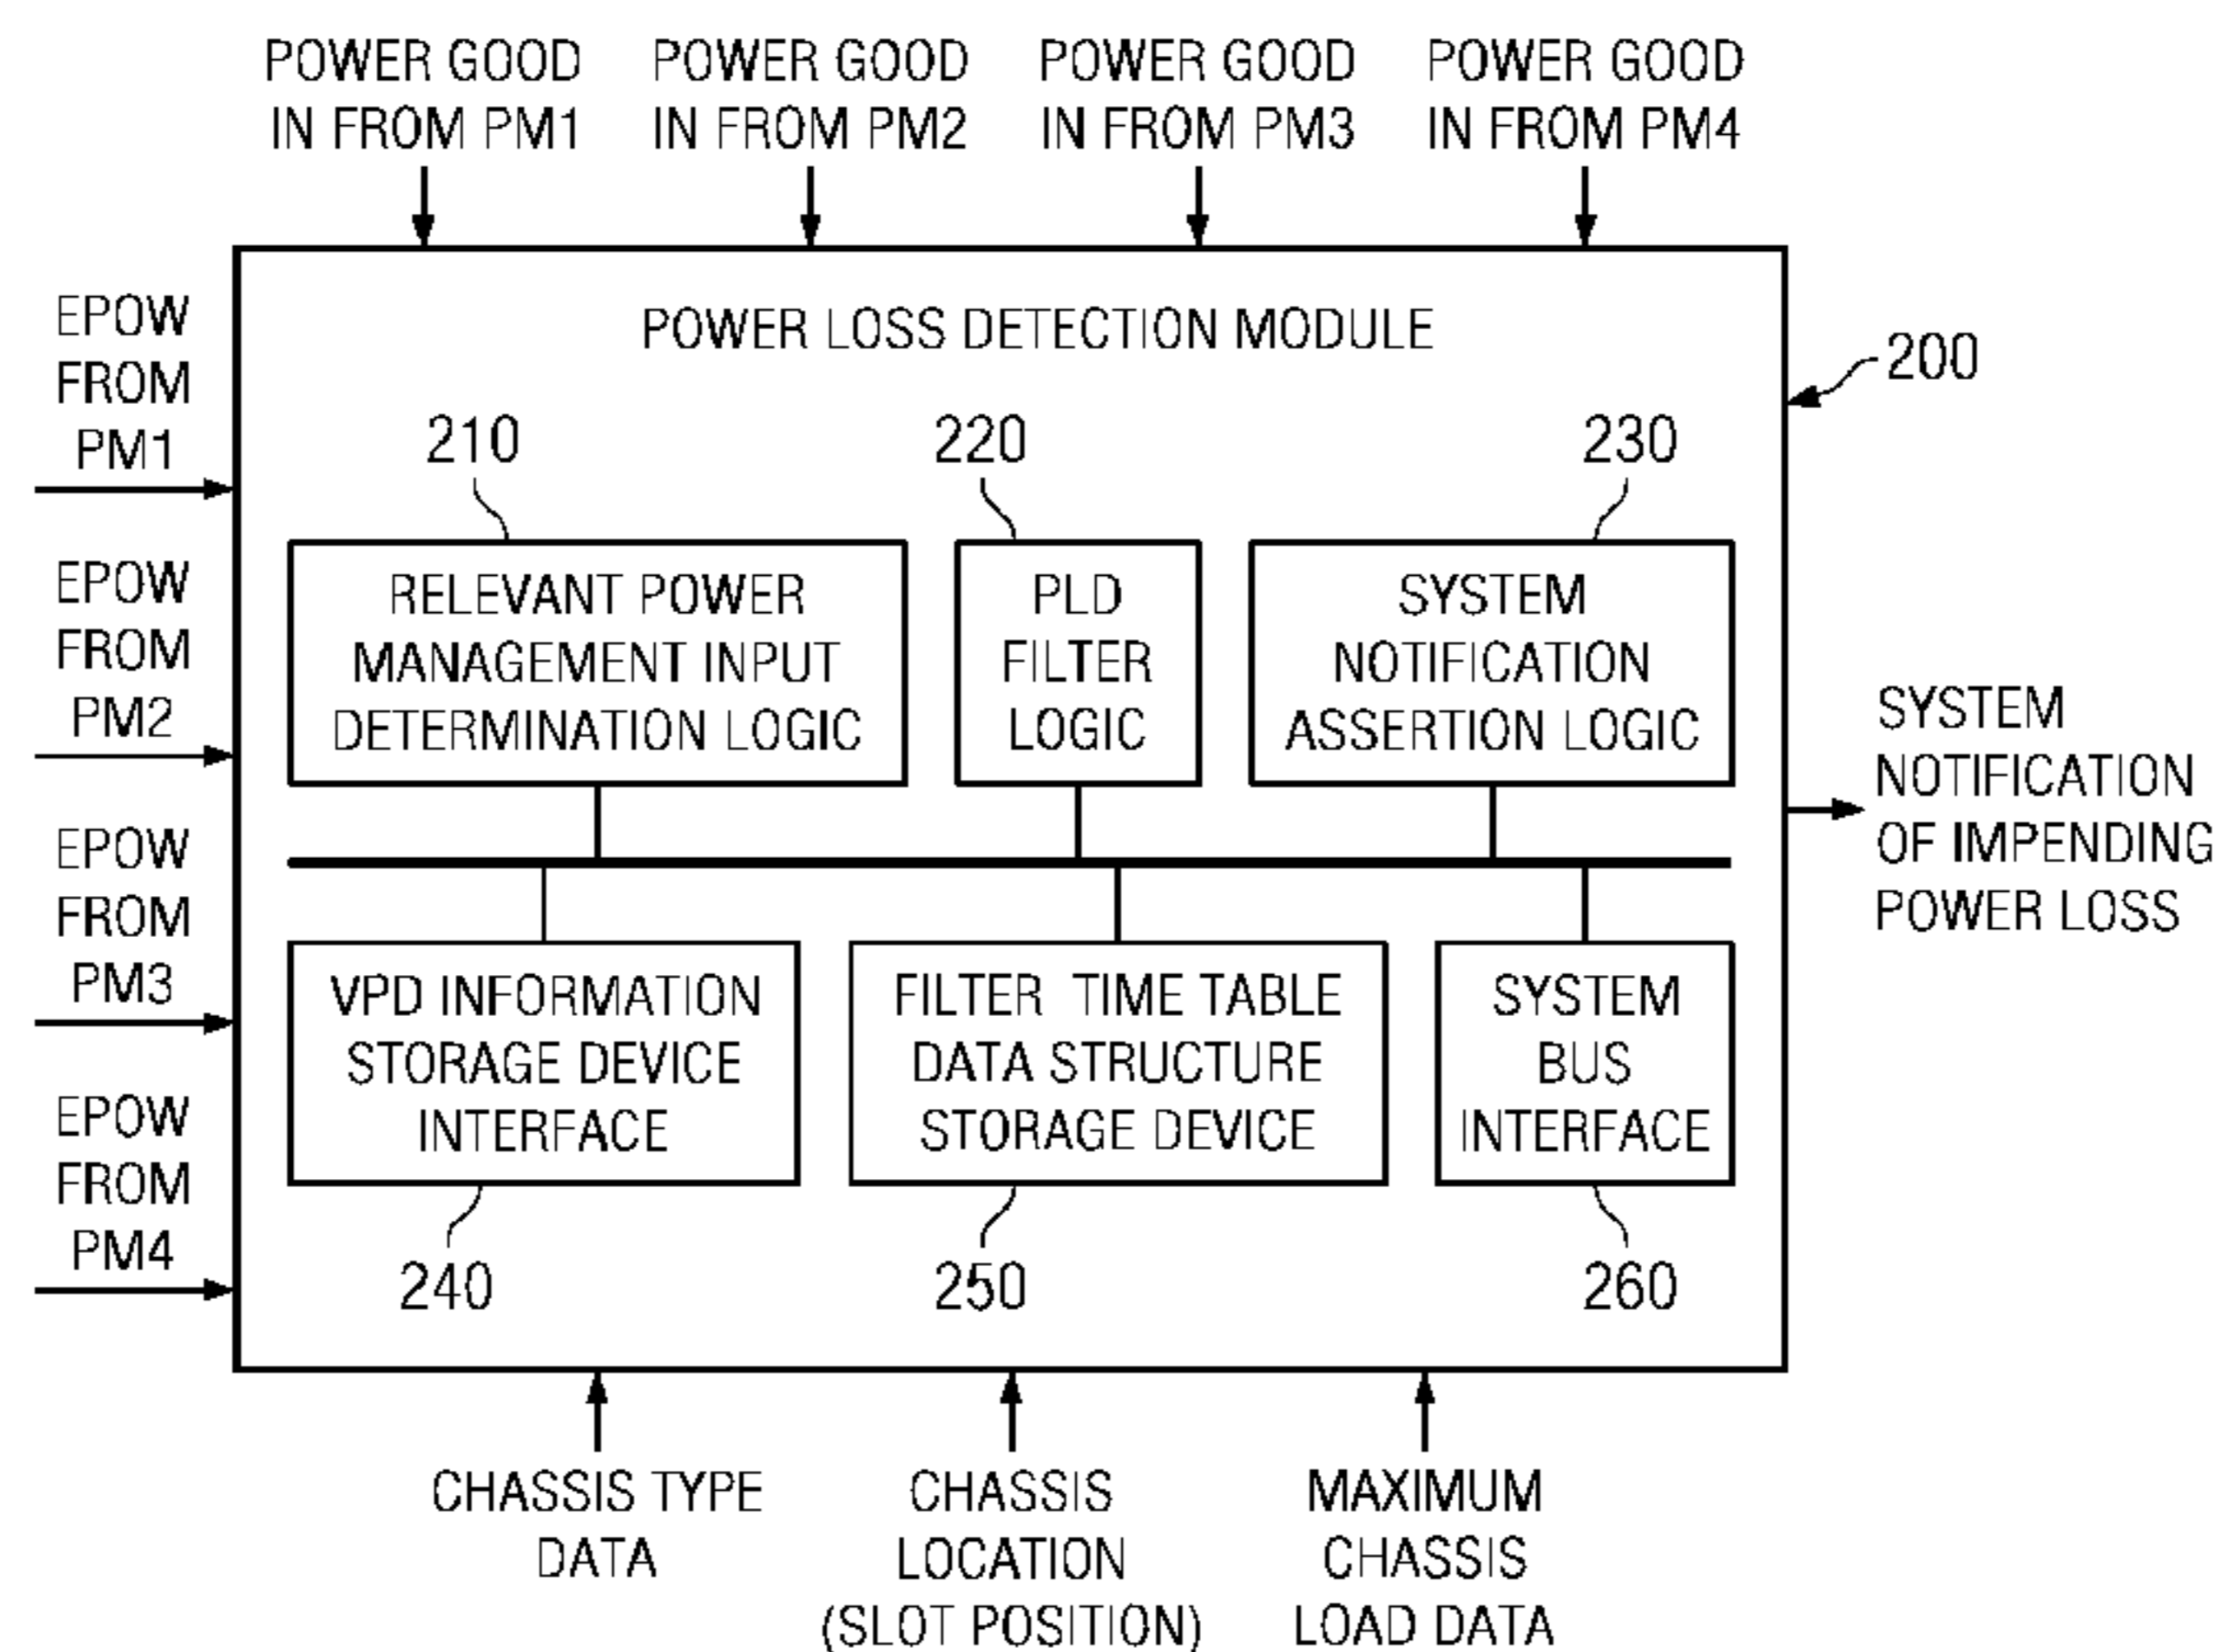 POWER GOOD
IN FROM PM1
POWER GOOD
IN FROM PM2
POWER GOOD
IN FROM PM3
POWER GOOD
IN FROM PM4
EPOW
FROM
PM1
EPOW
FROM
PM2
EPOW
FROM
PM3
EPOW
FROM
PM4
POWER LOSS DETECTION MODULE
200
210
RELEVANT POWER
MANAGEMENT INPUT
DETERMINATION LOGIC
220
PLD
FILTER
LOGIC
230
SYSTEM
NOTIFICATION
ASSERTION LOGIC
VPD INFORMATION
STORAGE DEVICE
INTERFACE
240
FILTER TIME TABLE
DATA STRUCTURE
STORAGE DEVICE
250
SYSTEM
BUS
INTERFACE
260
SYSTEM
NOTIFICATION
OF IMPENDING
POWER LOSS
CHASSIS TYPE
DATA
CHASSIS
LOCATION
(SLOT POSITION)
MAXIMUM
CHASSIS
LOAD DATA